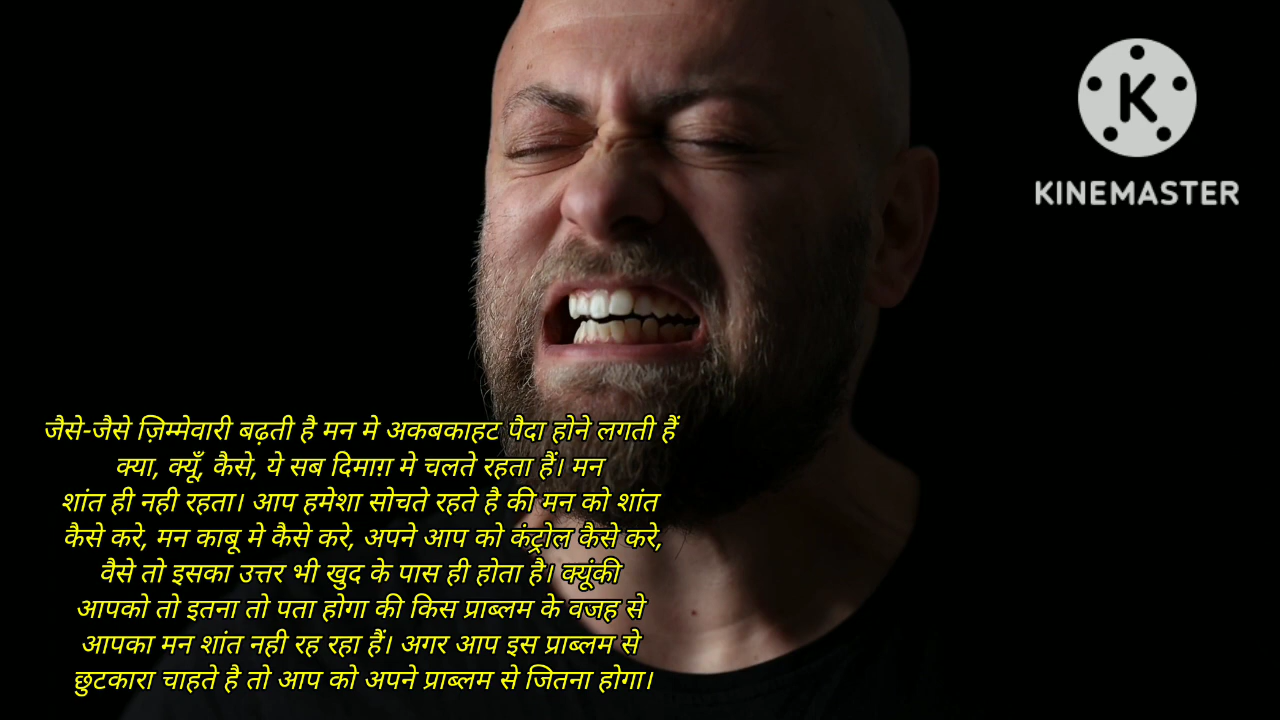 KINEMASTER
जैसे-जैसे ज़िम्मेवारी बढ़ती है मन मे अकबकाहट पैदा होने लगती हैं
क्या, क्यूँ, कैसे, ये सब दिमाग़ मे चलते रहता हैं। मन
शांत ही नही रहता। आप हमेशा सोचते रहते है की मन को शांत
कैसे करे, मन काबू मे कैसे करे, अपने आप को कंट्रोल कैसे करे,
वैसे तो इसका उत्तर भी खुद के पास ही होता है। क्यूंकी
आपको तो इतना तो पता होगा की किस प्राब्लम के वजह से
आपका मन शांत नही रह रहा हैं। अगर आप इस प्राब्लम से
छुटकारा चाहते है तो आप को अपने प्राब्लम से जितना होगा।